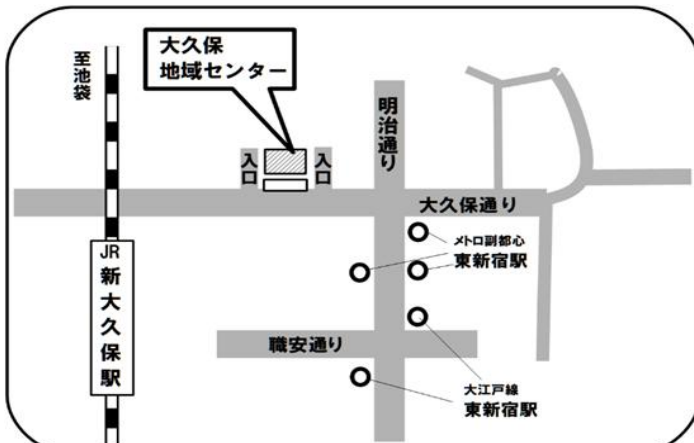 大久保
地域センター
至池袋
明治通り
入口
入口
大久保通り
メトロ副都心
東新宿駅
JR
新大久保駅
職安通り
大江戸線
東新宿駅